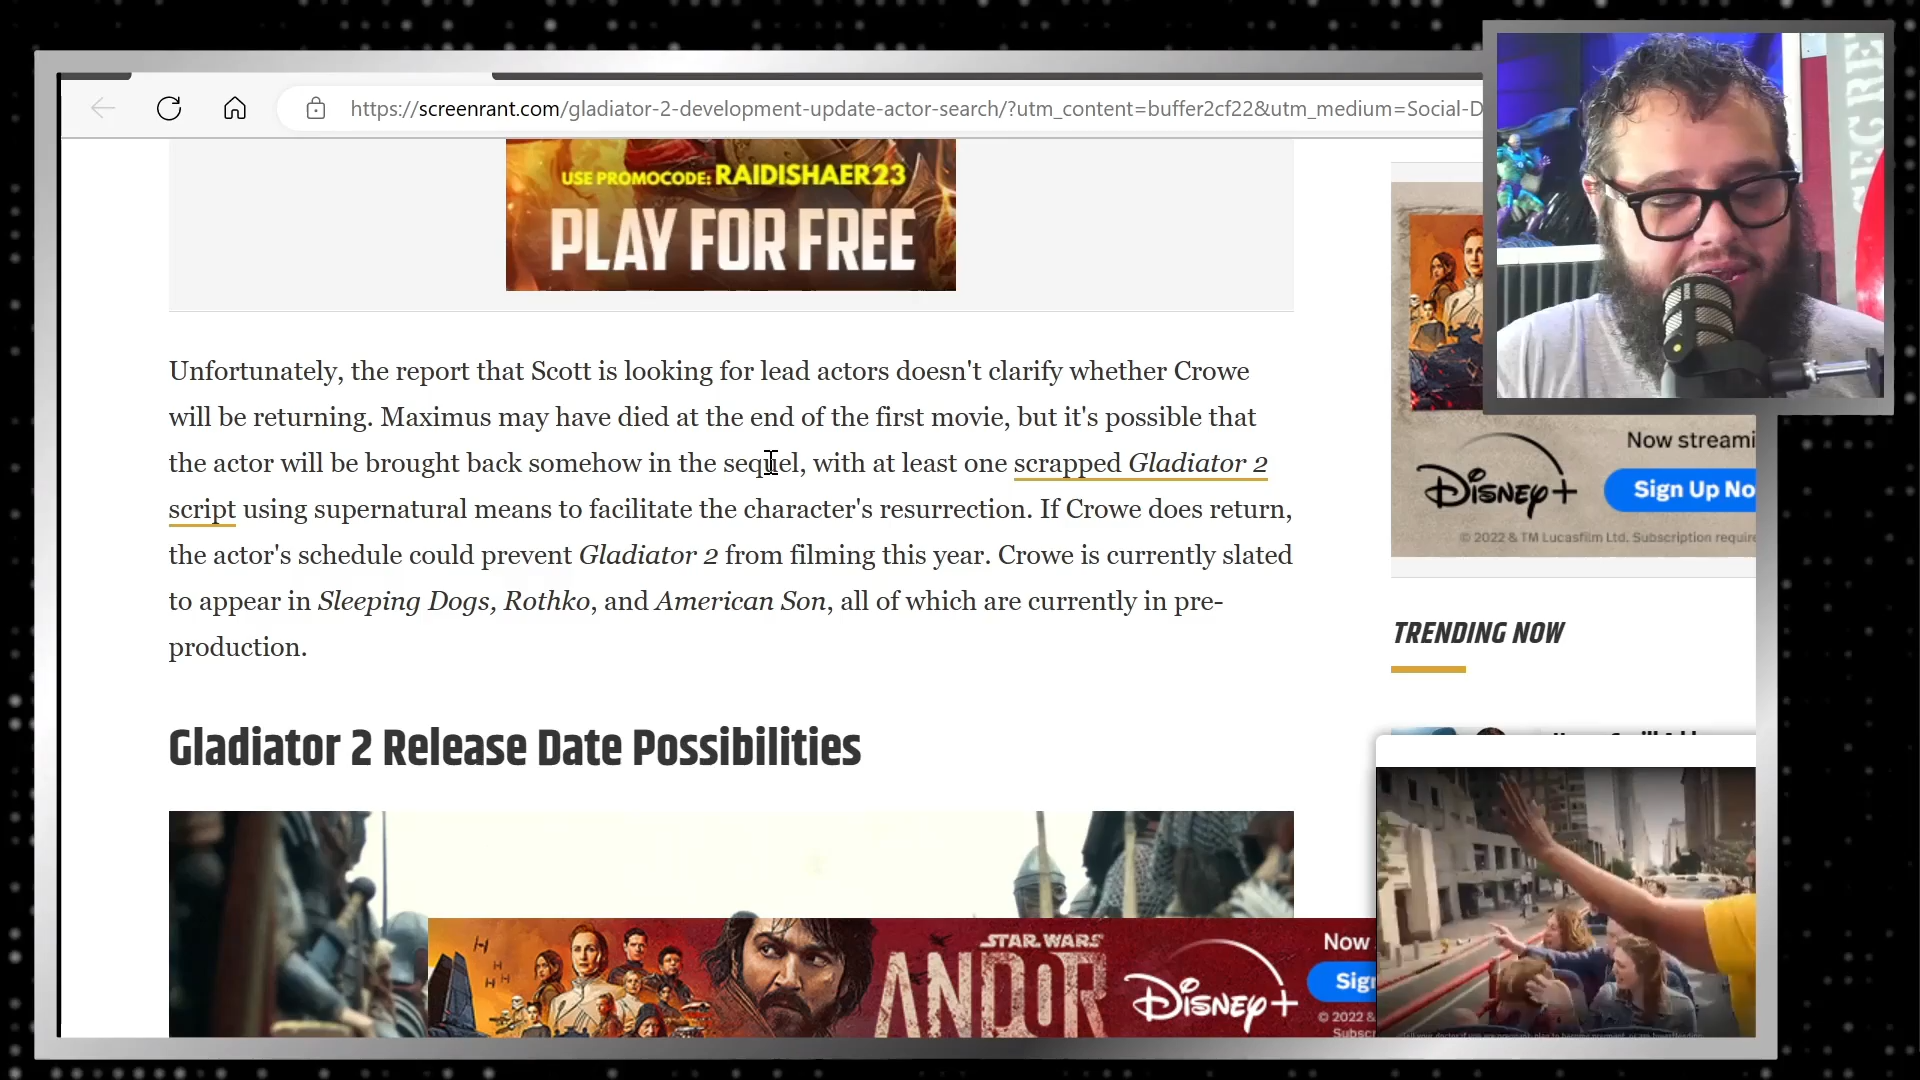 https://screenrant.com/gladiator-2-development-update-actor-search/?utm_content=buffer2cf22&utm_medium=Social-D
USE PROMOCODE: RAIDISHAER23
PLAY FOR FREE
Unfortunately, the report that Scott is looking for lead actors doesn't clarify whether Crowe
will be returning. Maximus may have died at the end of the first movie, but it's possible that
the actor will be brought back somehow in the sequel, with at least one scrapped Gladiator 2
script using supernatural means to facilitate the character's resurrection. If Crowe does return,
the actor's schedule could prevent Gladiator 2 from filming this year. Crowe is currently slated
to appear in Sleeping Dogs, Rothko, and American Son, all of which are currently in pre-
production.
Gladiator 2 Release Date Possibilities
STAR WARS
ANDOR
Disney+
Now
Sig
© 2022 &
Subsc
Now streami
Disney+
Sign Up No
© 2022 & TM Lucasfilm Ltd. Subscription require
TRENDING NOW